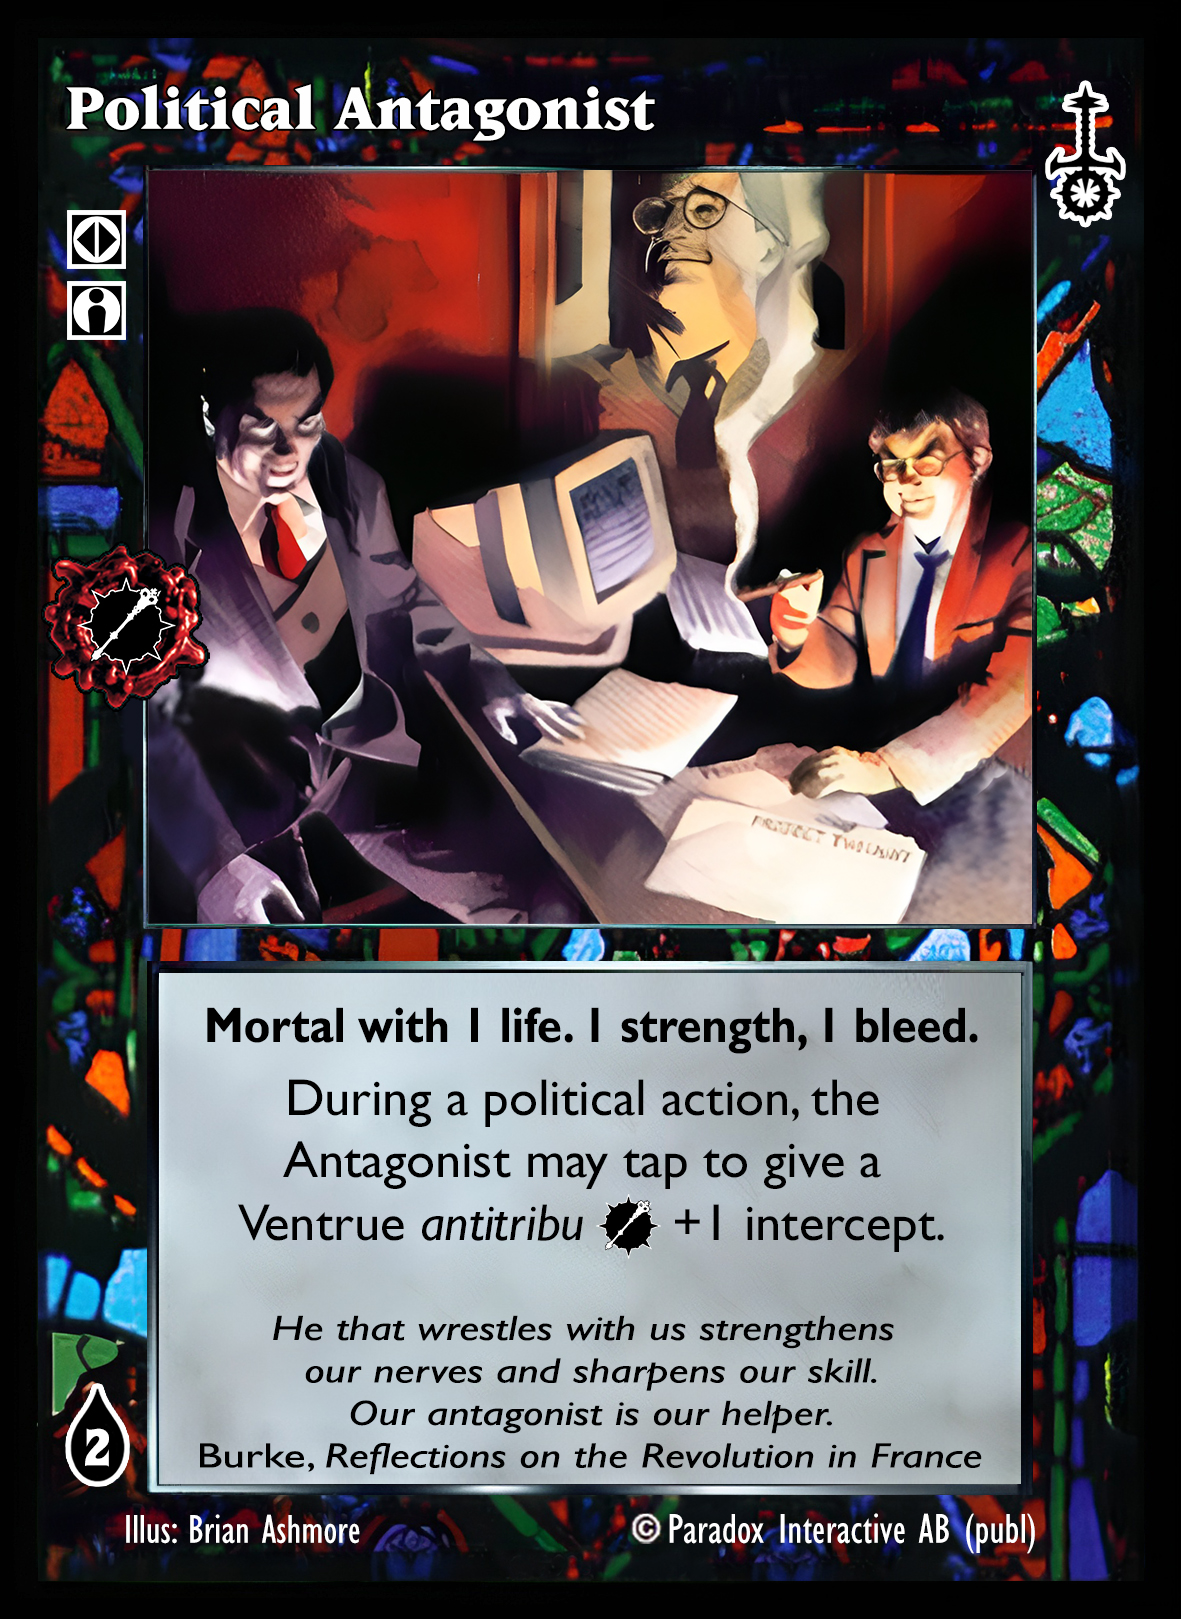 Political Antagonist
PROJECT TWILIGHT
Mortal with 1 life. 1 strength, 1 bleed.
During a political action, the
Antagonist may tap to give a
Ventrue antitribu +1 intercept.
He that wrestles with us strengthens
our nerves and sharpens our skill.
Our antagonist is our helper.
Burke, Reflections on the Revolution in France
2
Illus: Brian Ashmore
© Paradox Interactive AB (publ)